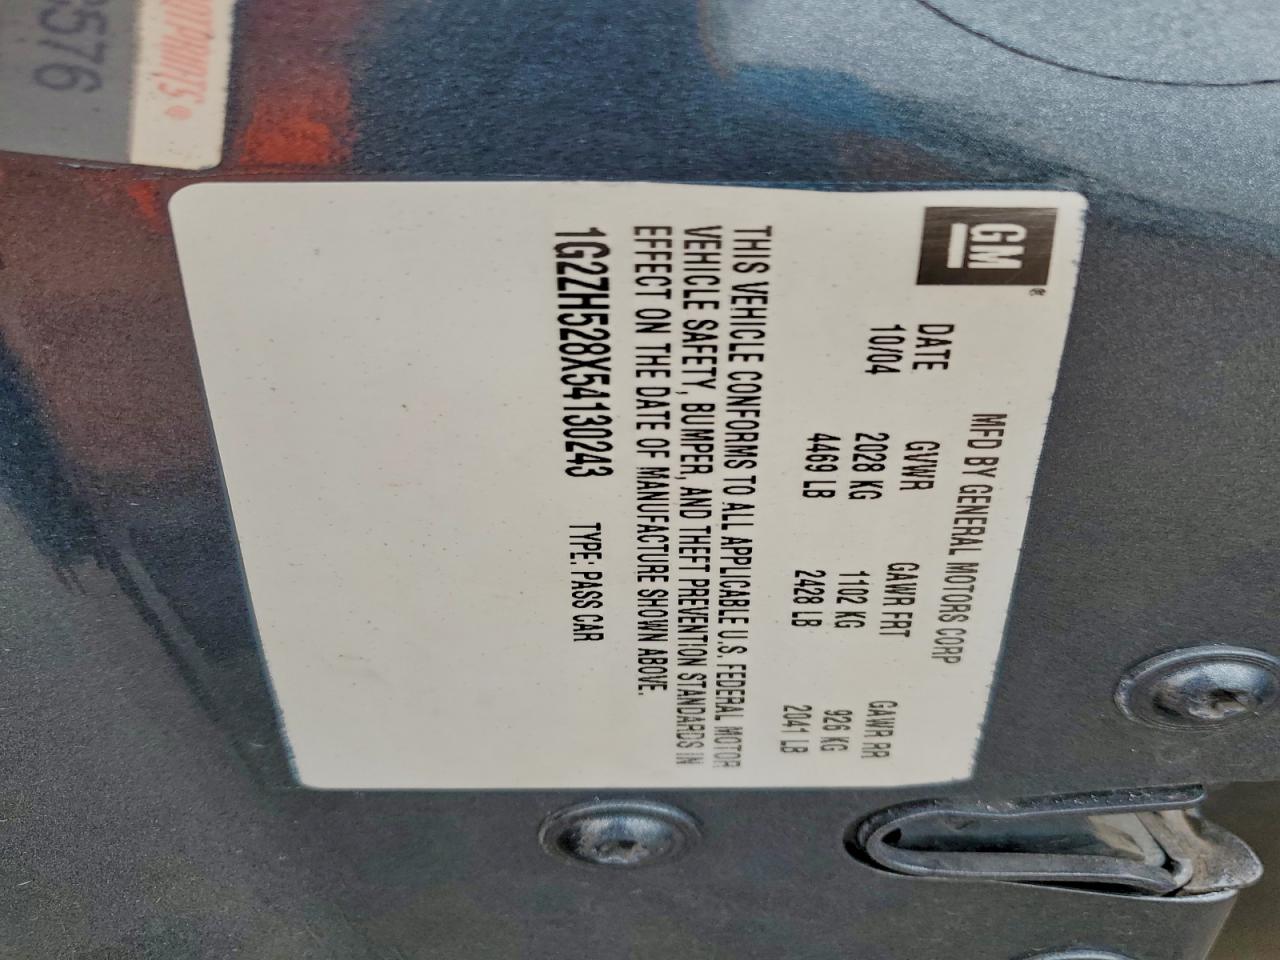 GM®
MFD BY GENERAL MOTORS CORP
DATE GVWR GAWR FRT GAWR RR
10/04 2028 KG 1102 KG 926 KG
4469 LB 2428 LB 2041 LB
THIS VEHICLE CONFORMS TO ALL APPLICABLE U.S. FEDERAL MOTOR
VEHICLE SAFETY, BUMPER, AND THEFT PREVENTION STANDARDS IN
EFFECT ON THE DATE OF MANUFACTURE SHOWN ABOVE.
1G2ZH528X54130243 TYPE: PASS CAR